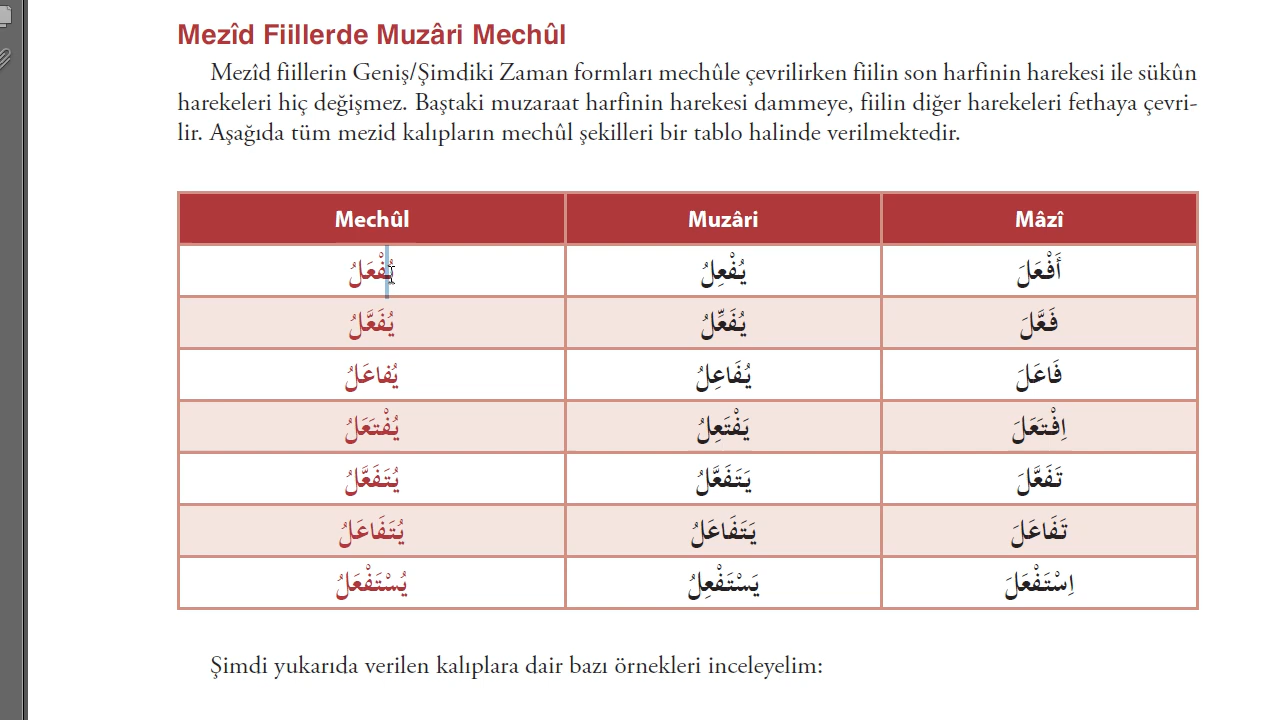 Mezîd Fiillerde Muzâri Mechûl
Mezîd fiillerin Geniş/Şimdiki Zaman formları mechûle çevrilirken fiilin son harfinin harekesi ile sükûn
harekeleri hiç değişmez. Baştaki muzaraat harfinin harekesi dammeye, fiilin diğer harekeleri fethaya çevri-
lir. Aşağıda tüm mezid kalıpların mechûl şekilleri bir tablo halinde verilmektedir.
Mechûl Muzâri Mâzî
يُفْعَلُ يُفْعِلُ أَفْعَلَ
يُفَعَّلُ يُفَعِّلُ فَعَّلَ
يُفاعَلُ يُفَاعِلُ فَاعَلَ
يُفْتَعَلُ يَفْتَعِلُ اِفْتَعَلَ
يُتَفَعَّلُ يَتَفَعَّلُ تَفَعَّلَ
يُتَفَاعَلُ يَتَفَاعَلُ تَفَاعَلَ
يُسْتَفْعَلُ يَسْتَفْعِلُ اِسْتَفْعَلَ
Şimdi yukarıda verilen kalıplara dair bazı örnekleri inceleyelim: